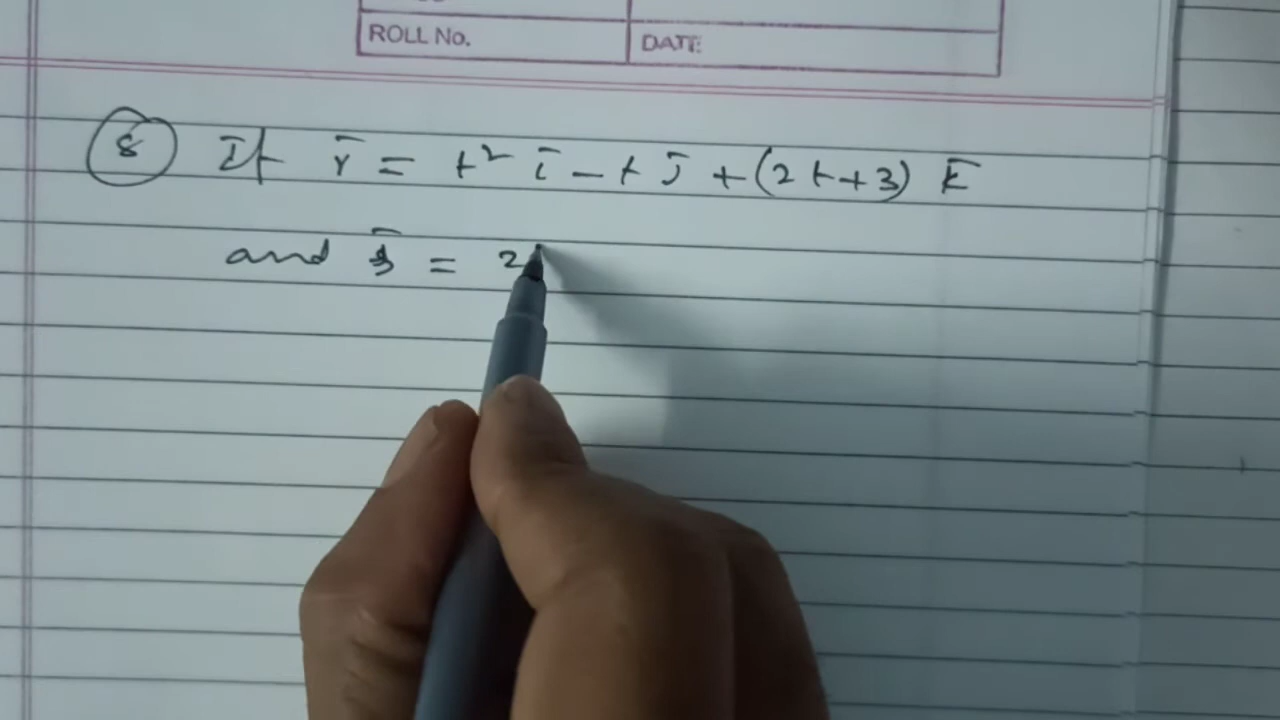 ROLL No. DATE:
8 If r̄ = t² ī - t j̄ + (2t+3) k̄
and s̄ = 2